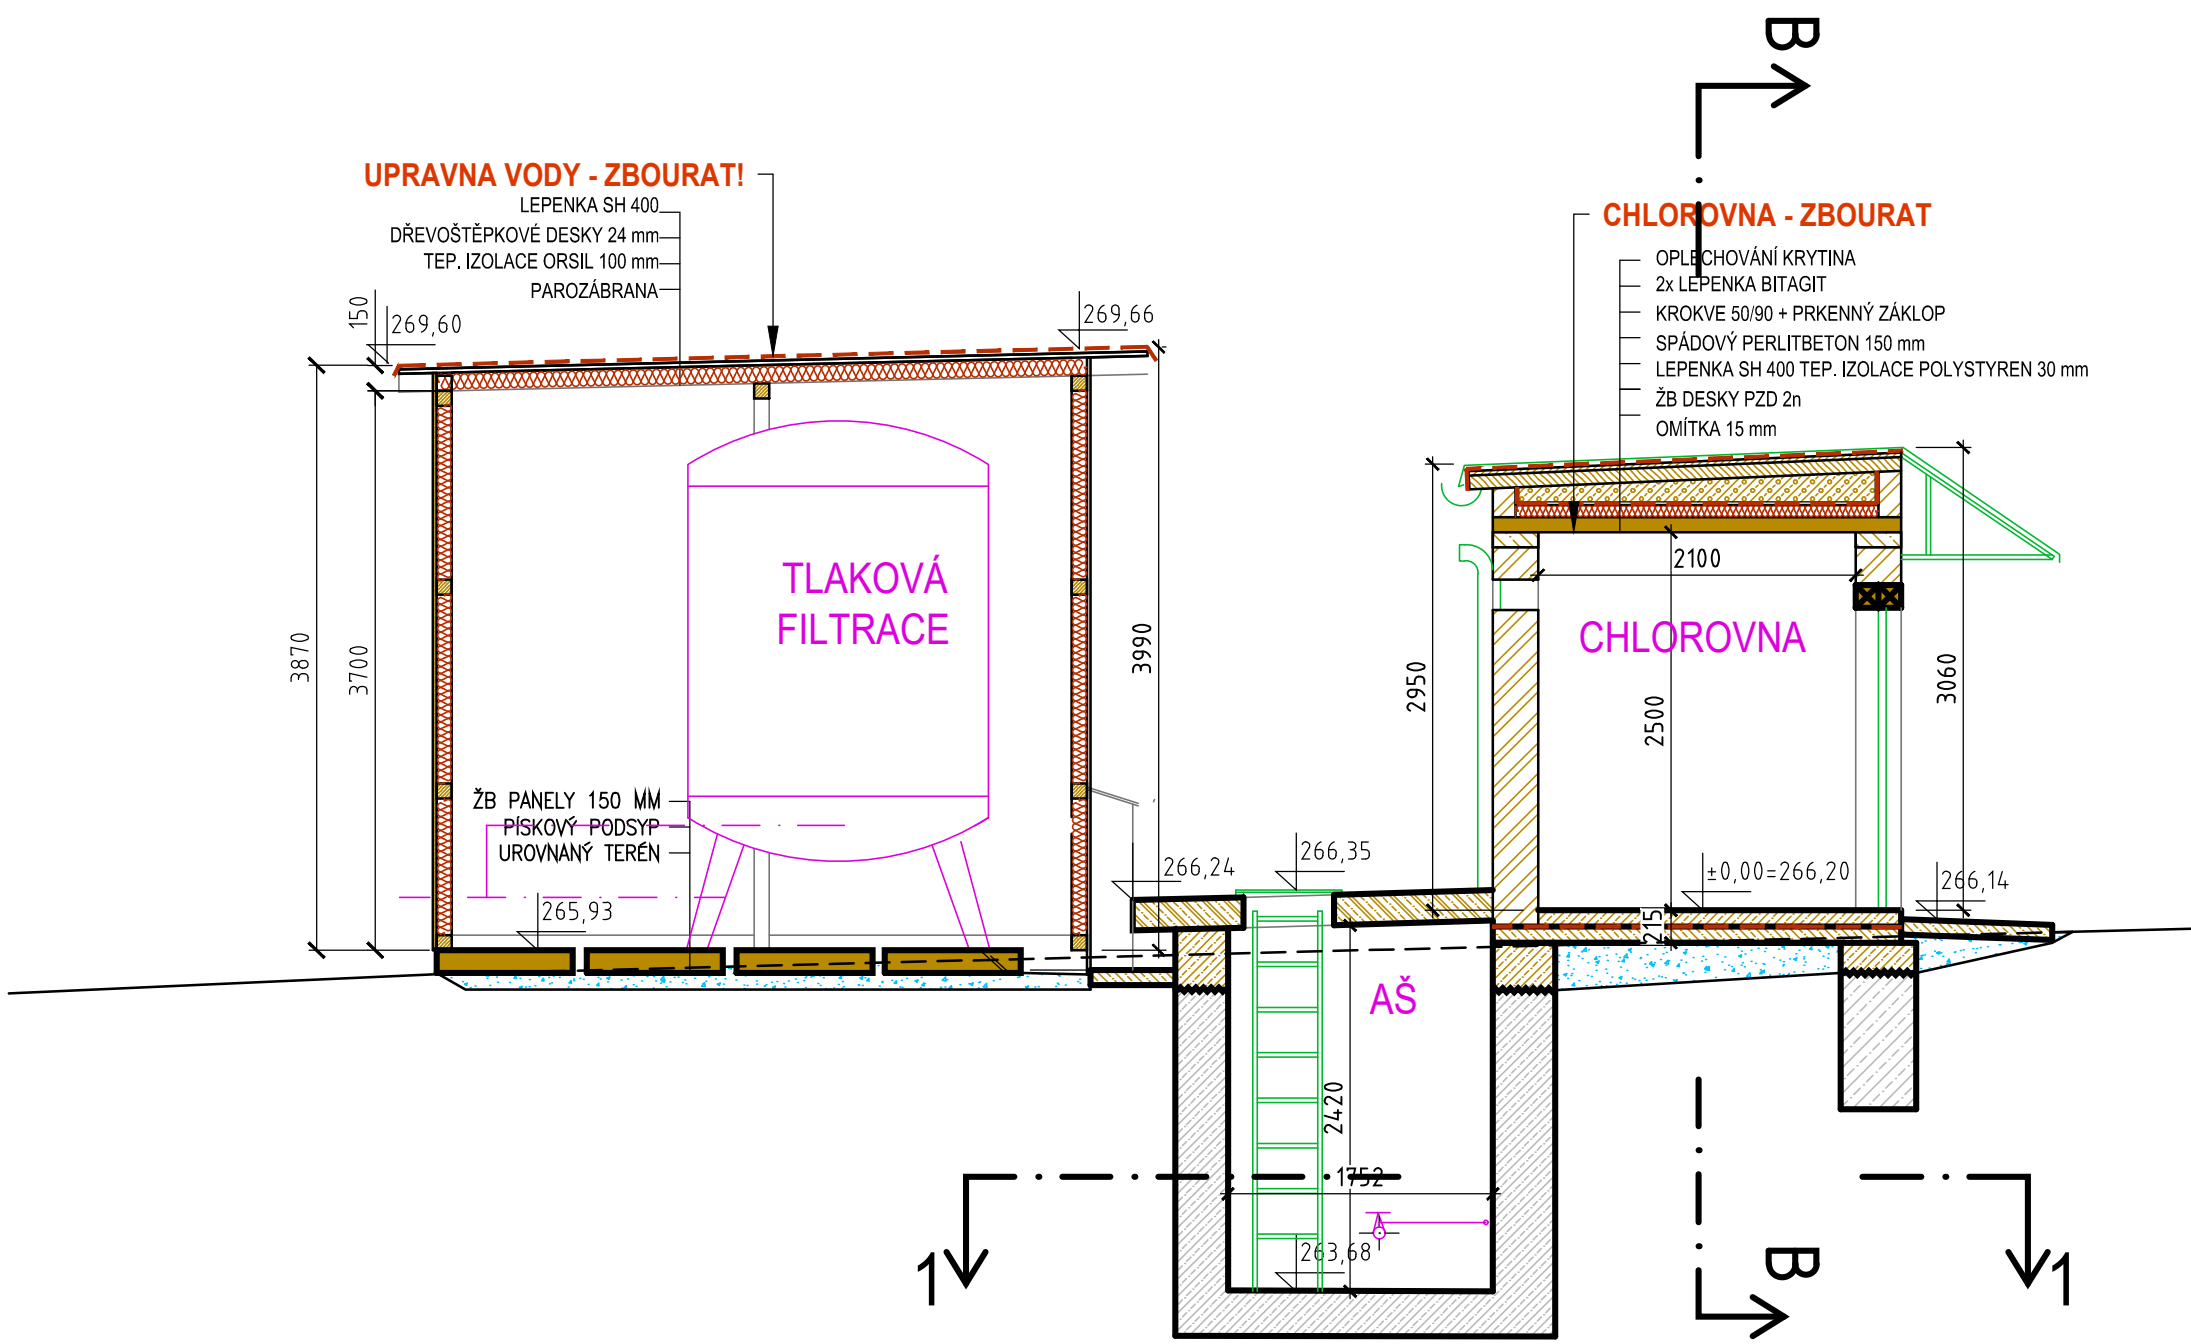 B
UPRAVNA VODY - ZBOURAT!
LEPENKA SH 400
DŘEVOŠTĚPKOVÉ DESKY 24 mm
TEP. IZOLACE ORSIL 100 mm
PAROZÁBRANA
CHLOROVNA - ZBOURAT
OPLECHOVÁNÍ KRYTINA
2x LEPENKA BITAGIT
KROKVE 50/90 + PRKENNÝ ZÁKLOP
SPÁDOVÝ PERLITBETON 150 mm
LEPENKA SH 400 TEP. IZOLACE POLYSTYREN 30 mm
ŽB DESKY PZD 2n
OMÍTKA 15 mm
150
269,60
269,66
TLAKOVÁ
FILTRACE
2100
CHLOROVNA
3870
3700
3990
2950
2500
3060
ŽB PANELY 150 MM
PÍSKOVÝ PODSYP
UROVNANÝ TERÉN
265,93
266,24
266,35
±0,00=266,20
266,14
215
AŠ
2420
1752
263,68
1
B
1